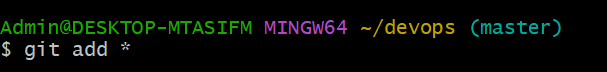 Admin@DESKTOP-MTASIFM MINGW64 ~/devops (master)
$ git add *